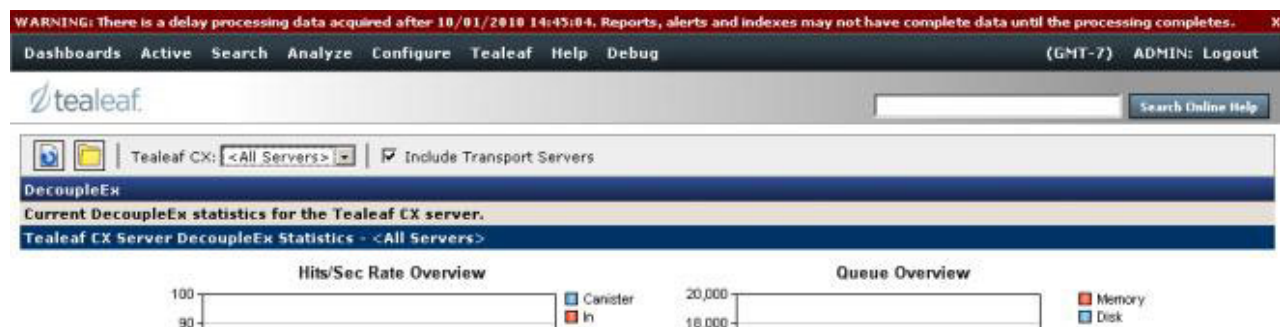 WARNING: There is a delay processing data acquired after 10/01/2010 14:45:04. Reports, alerts and indexes may not have complete data until the processing completes. X
Dashboards Active Search Analyze Configure Tealeaf Help Debug (GMT-7) ADMIN: Logout
tealeaf. Search Online Help
Tealeaf CX: <All Servers> Include Transport Servers
DecoupleEx
Current DecoupleEx statistics for the Tealeaf CX server.
Tealeaf CX Server DecoupleEx Statistics - <All Servers>
Hits/Sec Rate Overview Queue Overview
100 Canister 20,000 Memory
90 In 18,000 Disk